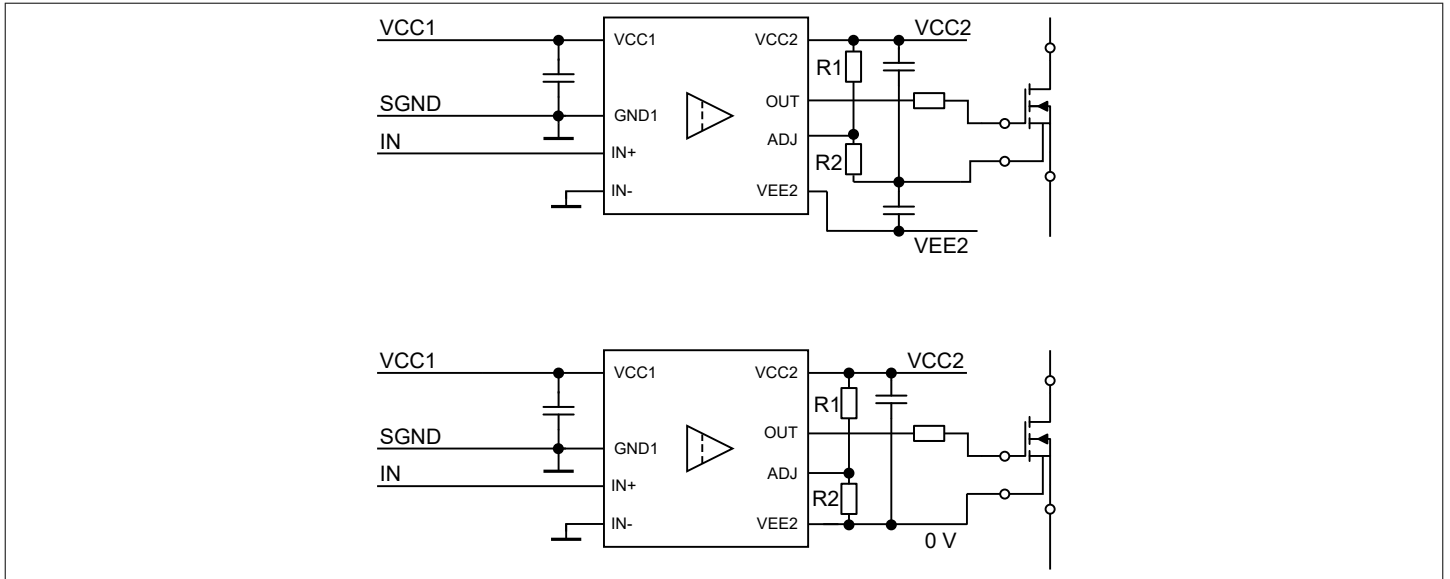 VCC1
VCC1
VCC2
VCC2
R1
SGND
GND1
OUT
ADJ
IN
IN+
R2
IN-
VEE2
VEE2
VCC1
VCC1
VCC2
VCC2
R1
SGND
GND1
OUT
ADJ
IN
IN+
R2
IN-
VEE2
0 V